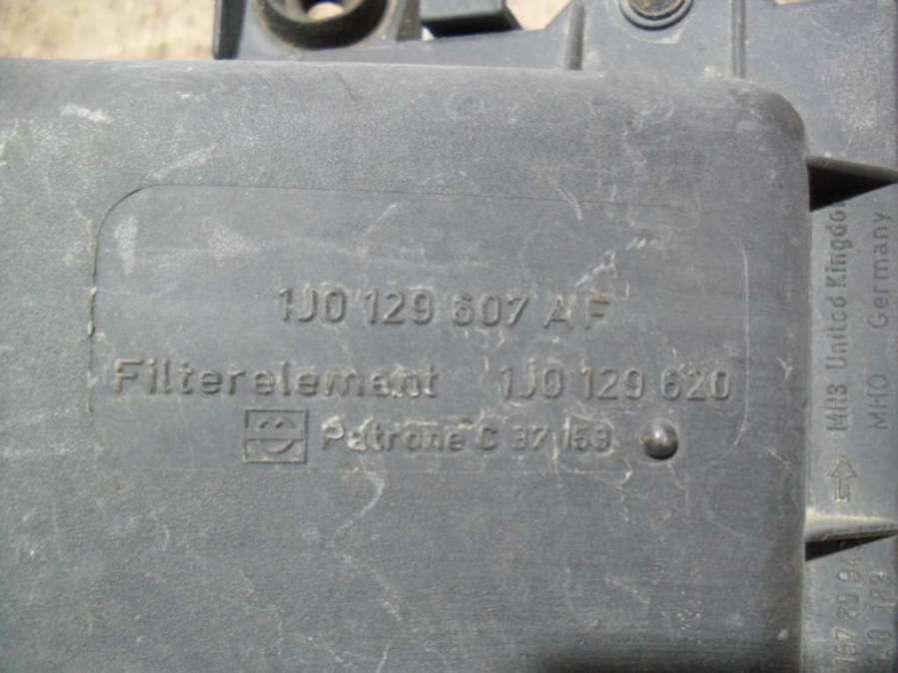 1J0 129 607 AF
Filterelement 1J0 129 620
Patrone C 37 153
MHS United Kingdom
MHO Germany